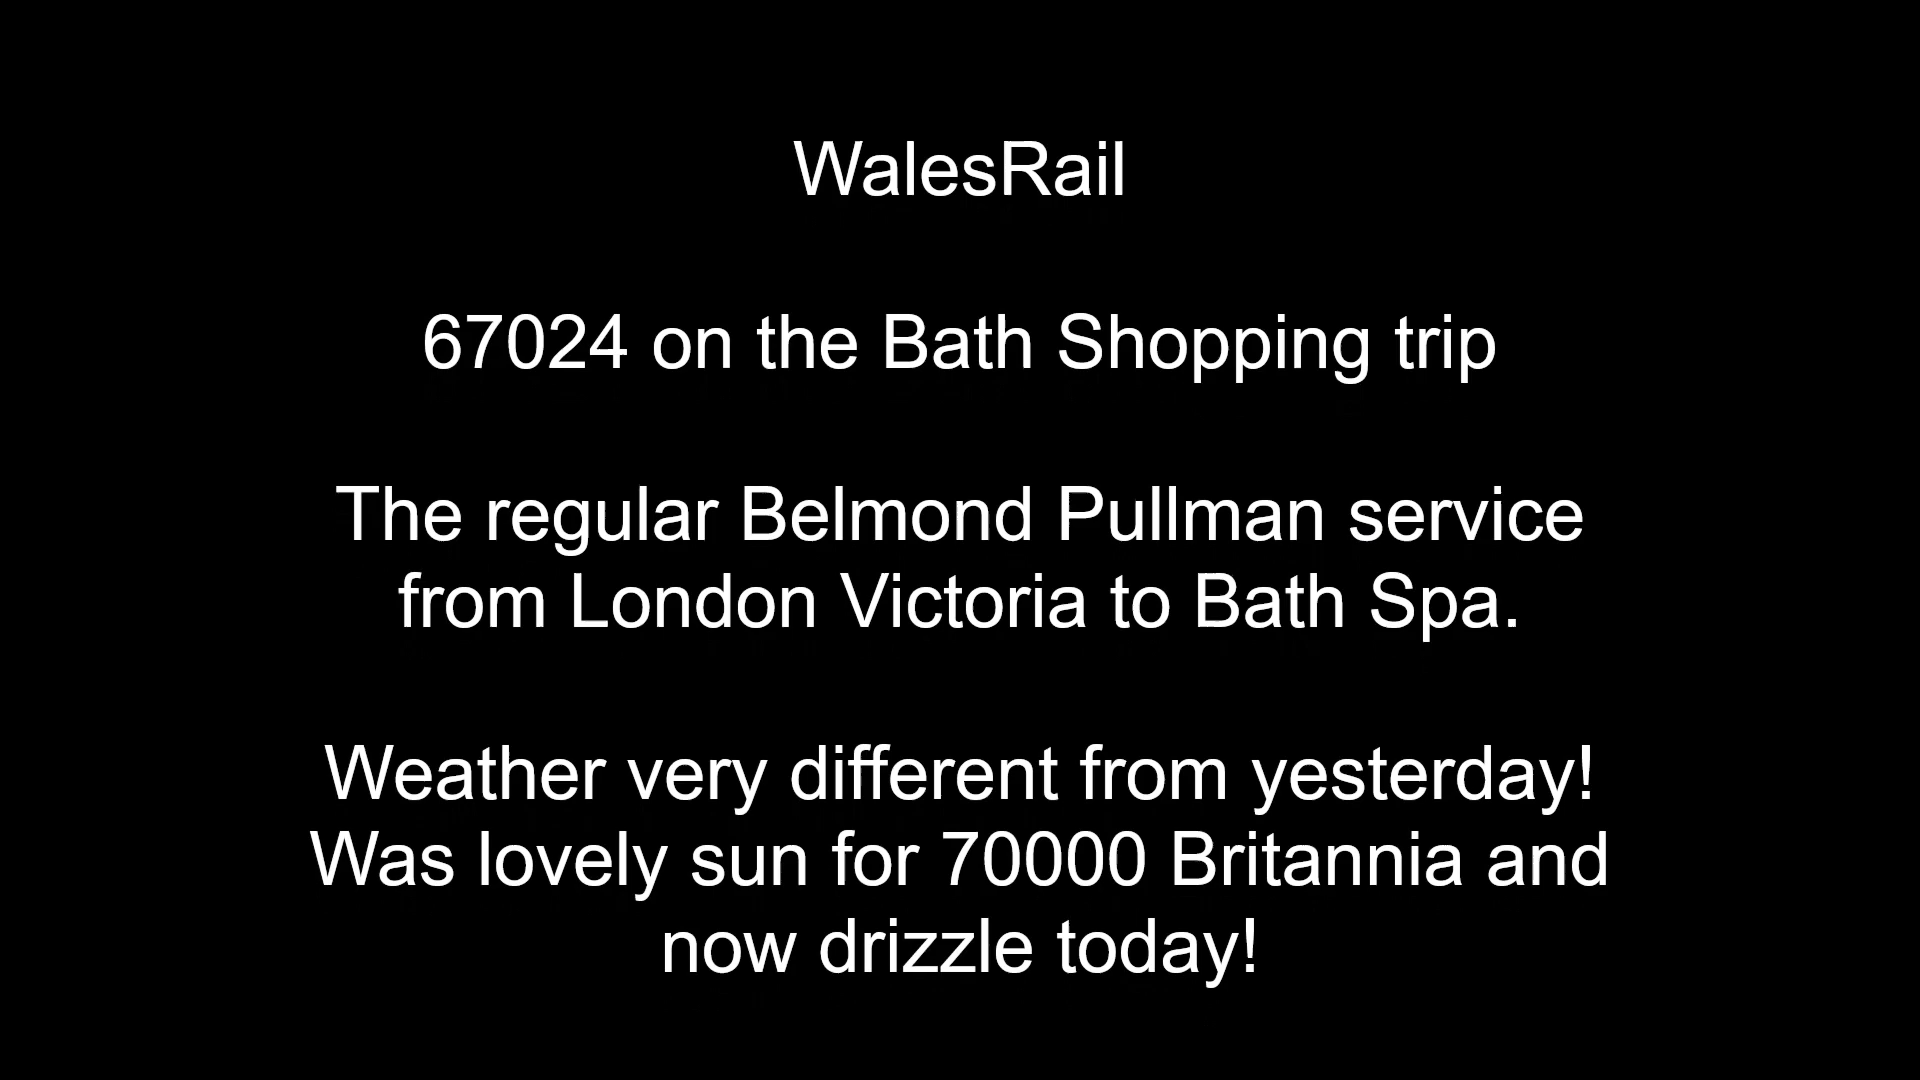 WalesRail
67024 on the Bath Shopping trip
The regular Belmond Pullman service
from London Victoria to Bath Spa.
Weather very different from yesterday!
Was lovely sun for 70000 Britannia and
now drizzle today!